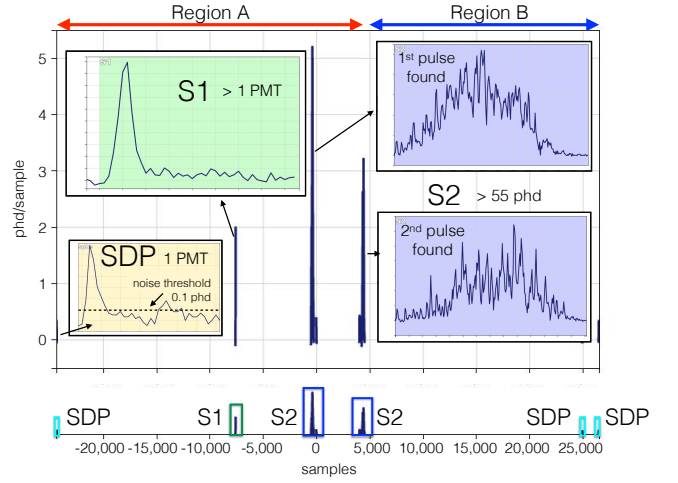 Region A
Region B
5
4
3
2
1
0
phd/sample
S1 > 1 PMT
1st pulse
found
S2 > 55 phd
2nd pulse
found
SDP 1 PMT
noise threshold
0.1 phd
SDP
S1
S2
S2
SDP
SDP
-20,000
-15,000
-10,000
-5,000
0
5,000
10,000
15,000
20,000
25,000
samples